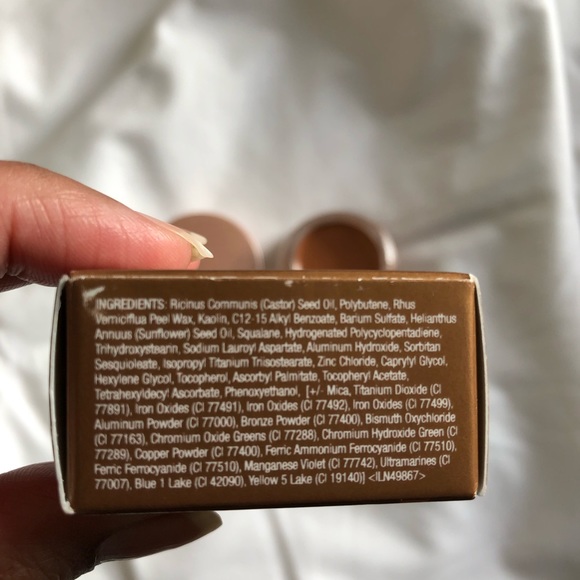 INGREDIENTS: Ricinus Communis (Castor) Seed Oil, Polybutene, Rhus
Verniciflua Peel Wax, Kaolin, C12-15 Alkyl Benzoate, Barium Sulfate, Helianthus
Annuus (Sunflower) Seed Oil, Squalane, Hydrogenated Polycyclopentadiene,
Trihydroxystearin, Sodium Lauroyl Aspartate, Aluminum Hydroxide, Sorbitan
Sesquioleate, Isopropyl Titanium Triisostearate, Zinc Chloride, Caprylyl Glycol,
Hexylene Glycol, Tocopherol, Ascorbyl Palmitate, Tocopheryl Acetate,
Tetrahexyldecyl Ascorbate, Phenoxyethanol, [+/- Mica, Titanium Dioxide (CI
77891), Iron Oxides (CI 77491), Iron Oxides (CI 77492), Iron Oxides (CI 77499),
Aluminum Powder (CI 77000), Bronze Powder (CI 77400), Bismuth Oxychloride
(CI 77163), Chromium Oxide Greens (CI 77288), Chromium Hydroxide Green (CI
77289), Copper Powder (CI 77400), Ferric Ammonium Ferrocyanide (CI 77510),
Ferric Ferrocyanide (CI 77510), Manganese Violet (CI 77742), Ultramarines (CI
77007), Blue 1 Lake (CI 42090), Yellow 5 Lake (CI 19140)] <ILN49867>